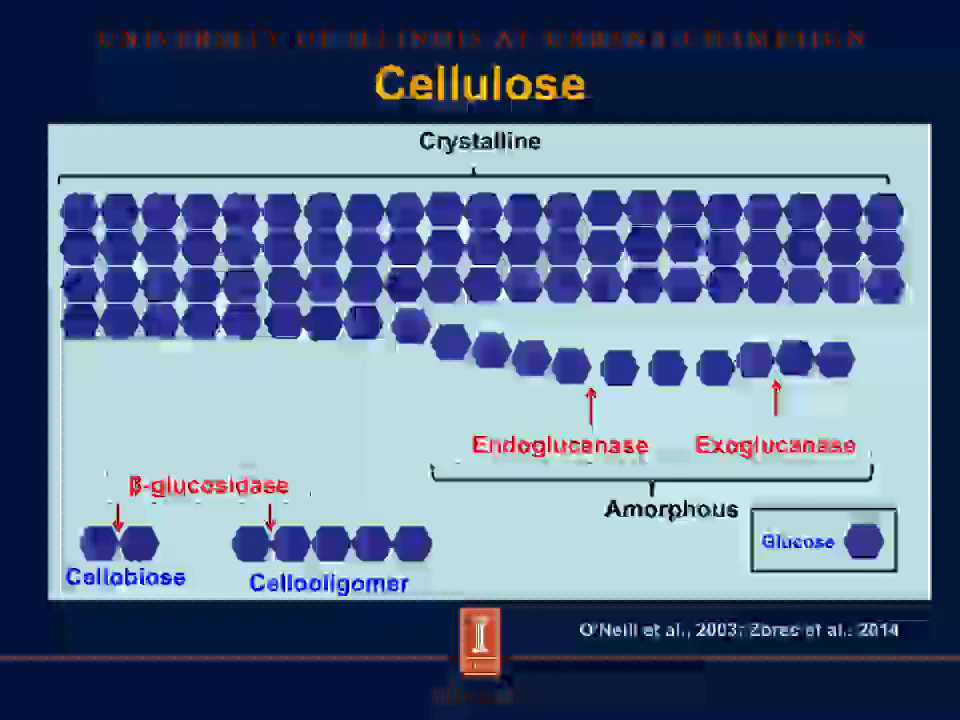 UNIVERSITY OF ILLINOIS AT URBANA-CHAMPAIGN
Cellulose
Crystalline
Endoglucanase
Exoglucanase
β-glucosidase
Amorphous
Glucose
Cellobiose
Cellooligomer
I
O'Neill et al., 2003; et al., 2014